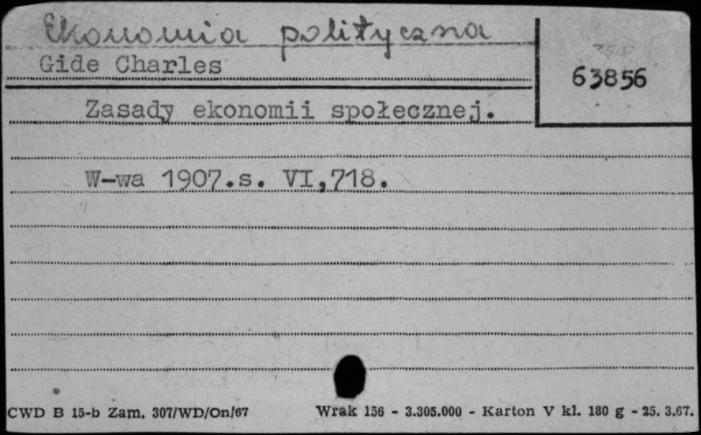 Ekonomia polityczna
Gide Charles
63856
Zasady ekonomii społecznej.
W-wa 1907.s. VI,718.
CWD B 15-b Zam. 307/WD/On/67
Wrak 156 - 3.305.000 - Karton V kl. 180 g - 25. 3.67.